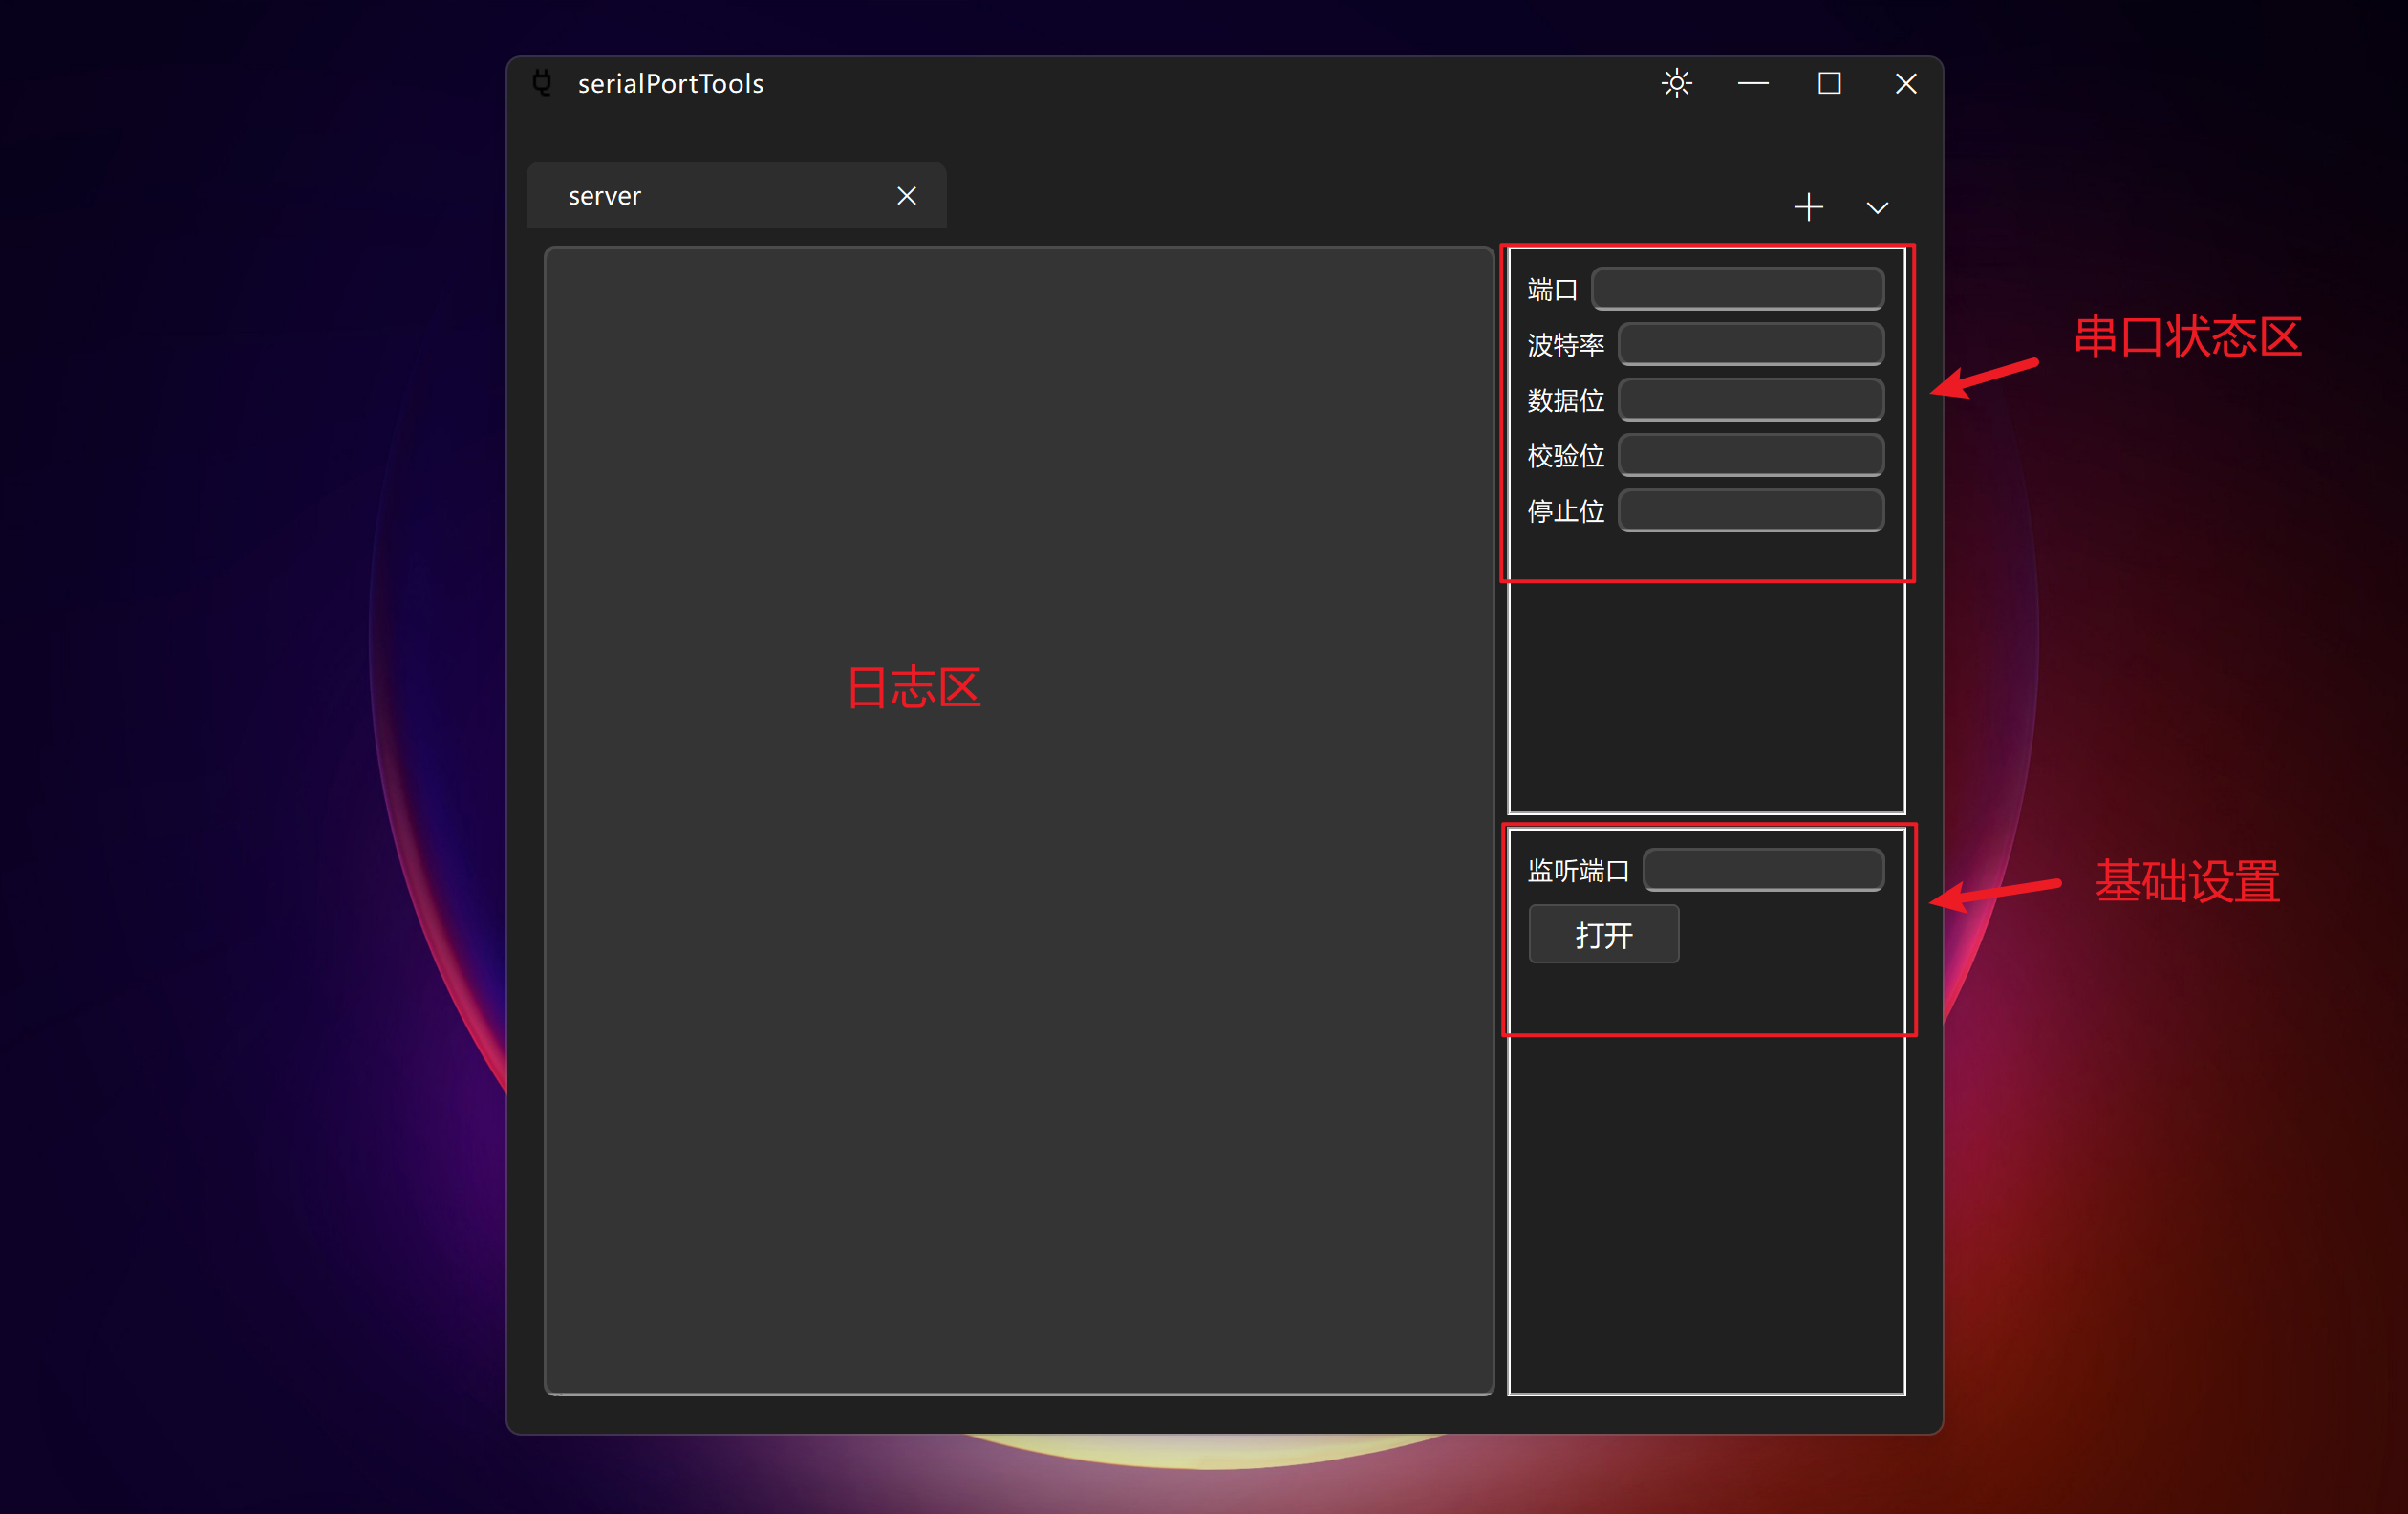 serialPortTools
server
端口
波特率
数据位
校验位
停止位
串口状态区
日志区
监听端口
打开
基础设置